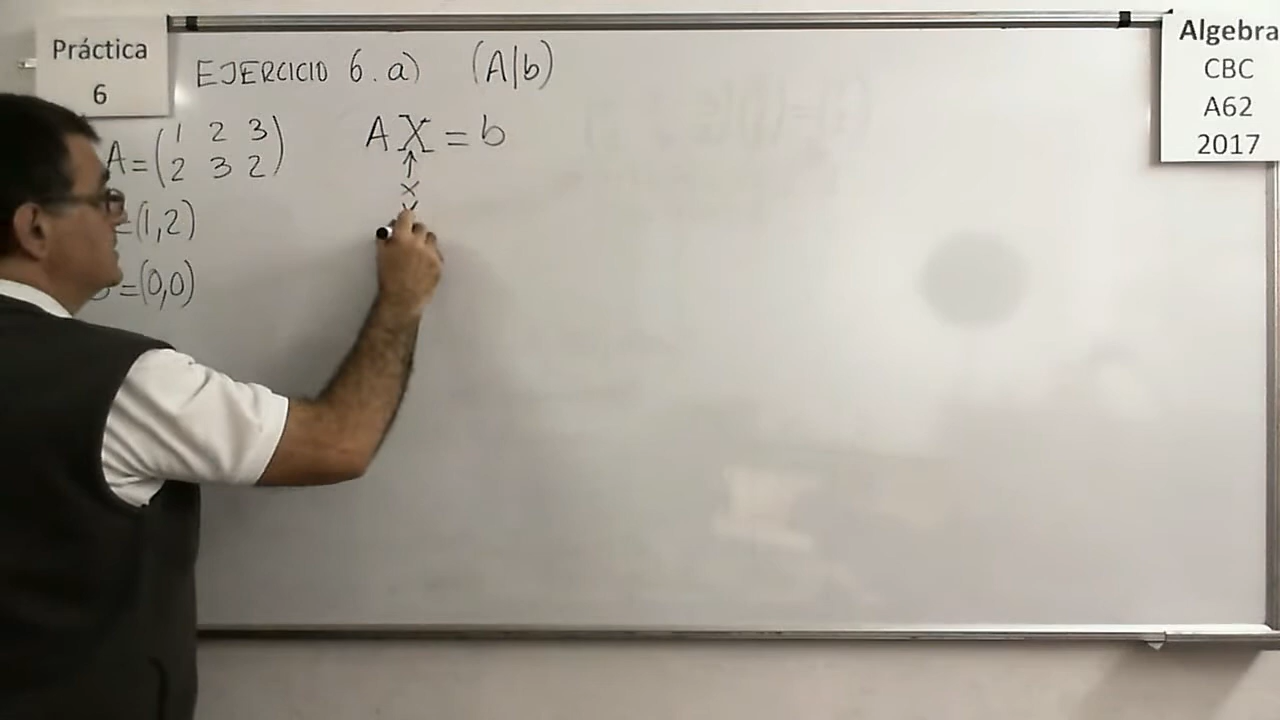 Práctica
6
EJERCICIO 6.a) (A|b)
A=(1 2 3
2 3 2)
=(1,2)
=(0,0)
AX=b
↑
x
Algebra
CBC
A62
2017